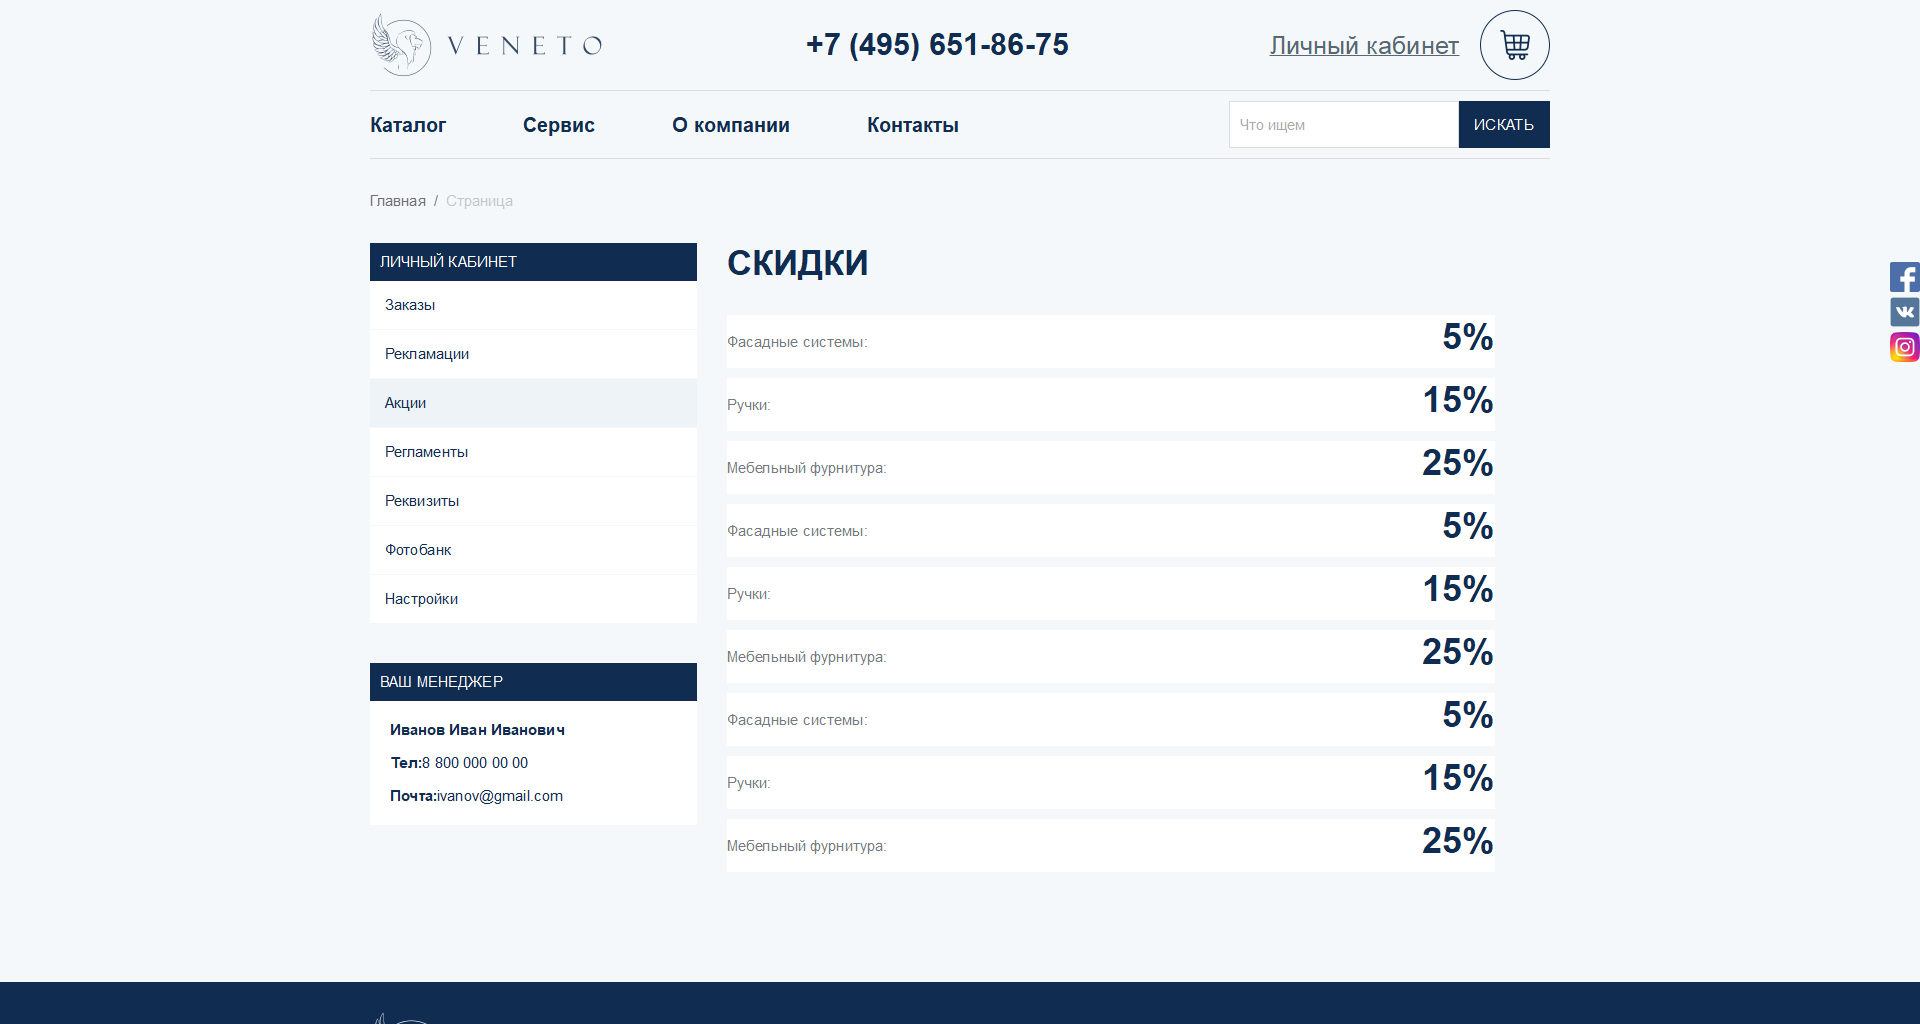 VENETO
+7 (495) 651-86-75
Личный кабинет
Каталог
Сервис
О компании
Контакты
Что ищем
ИСКАТЬ
Главная / Страница
ЛИЧНЫЙ КАБИНЕТ
Заказы
Рекламации
Акции
Регламенты
Реквизиты
Фотобанк
Настройки
ВАШ МЕНЕДЖЕР
Иванов Иван Иванович
Тел:8 800 000 00 00
Почта:ivanov@gmail.com
СКИДКИ
Фасадные системы: 5%
Ручки: 15%
Мебельный фурнитура: 25%
Фасадные системы: 5%
Ручки: 15%
Мебельный фурнитура: 25%
Фасадные системы: 5%
Ручки: 15%
Мебельный фурнитура: 25%